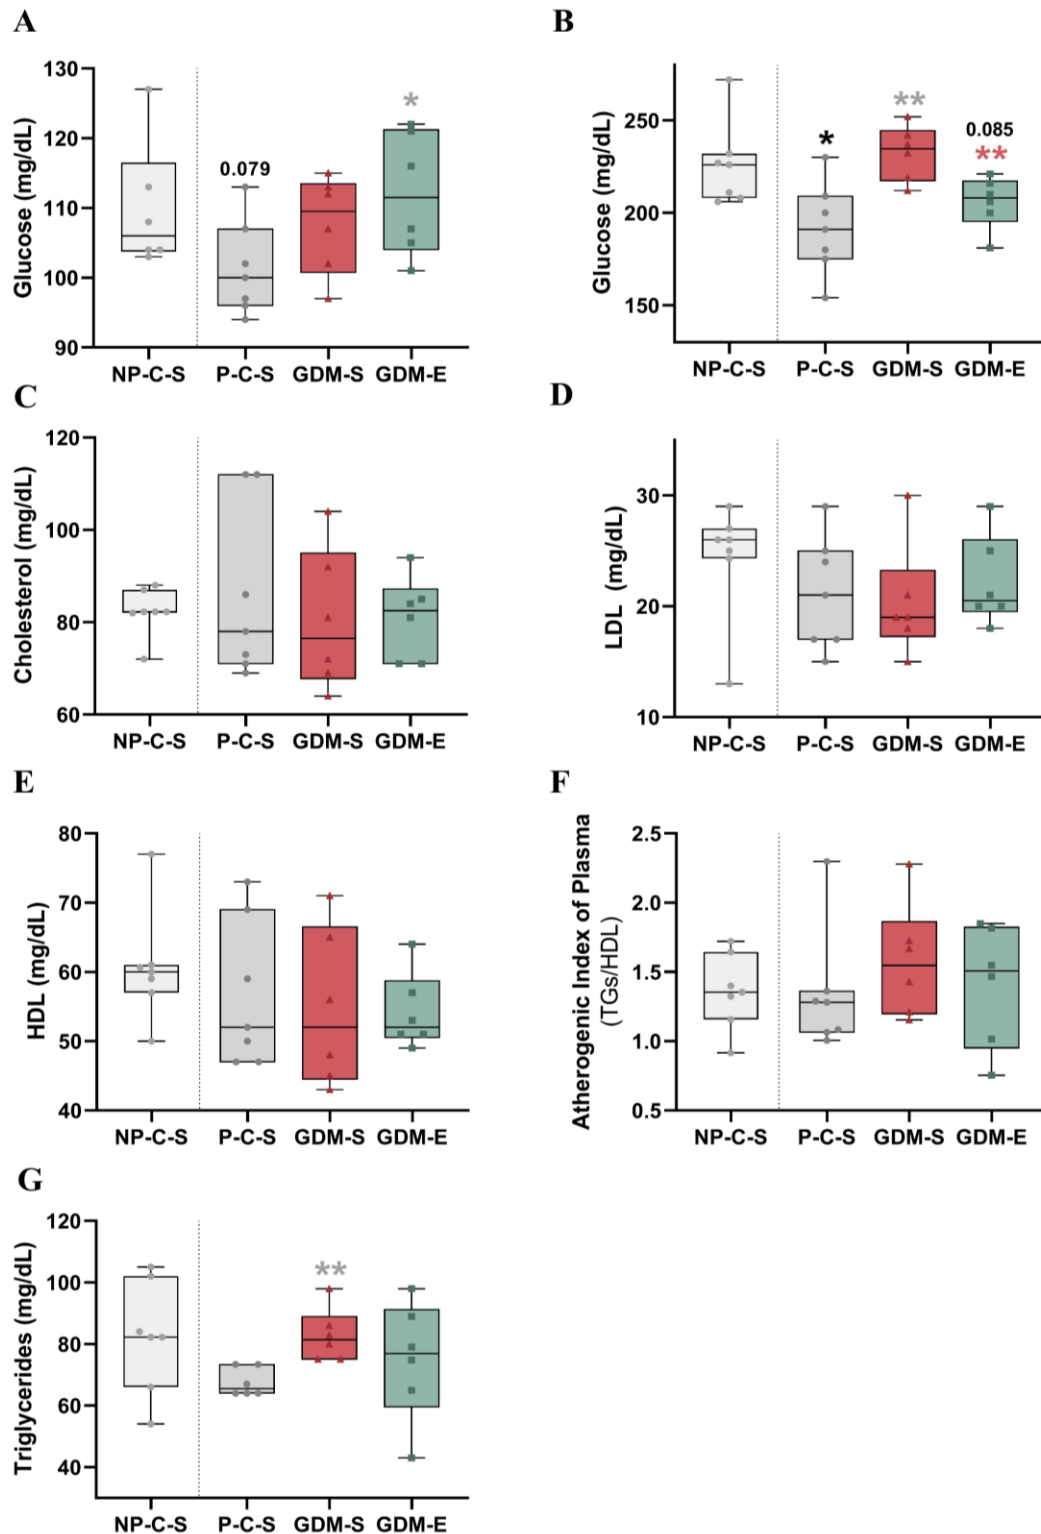 A
Glucose (mg/dL)
130
120
110
100
90
0.079
*
NP-C-S P-C-S GDM-S GDM-E
B
Glucose (mg/dL)
250
200
150
*
**
0.085
**
NP-C-S P-C-S GDM-S GDM-E
C
Cholesterol (mg/dL)
120
100
80
60
NP-C-S P-C-S GDM-S GDM-E
D
LDL (mg/dL)
30
20
10
NP-C-S P-C-S GDM-S GDM-E
E
HDL (mg/dL)
80
70
60
50
40
NP-C-S P-C-S GDM-S GDM-E
F
Atherogenic Index of Plasma
(TGs/HDL)
2.5
2.0
1.5
1.0
0.5
NP-C-S P-C-S GDM-S GDM-E
G
Triglycerides (mg/dL)
120
100
80
60
40
**
NP-C-S P-C-S GDM-S GDM-E